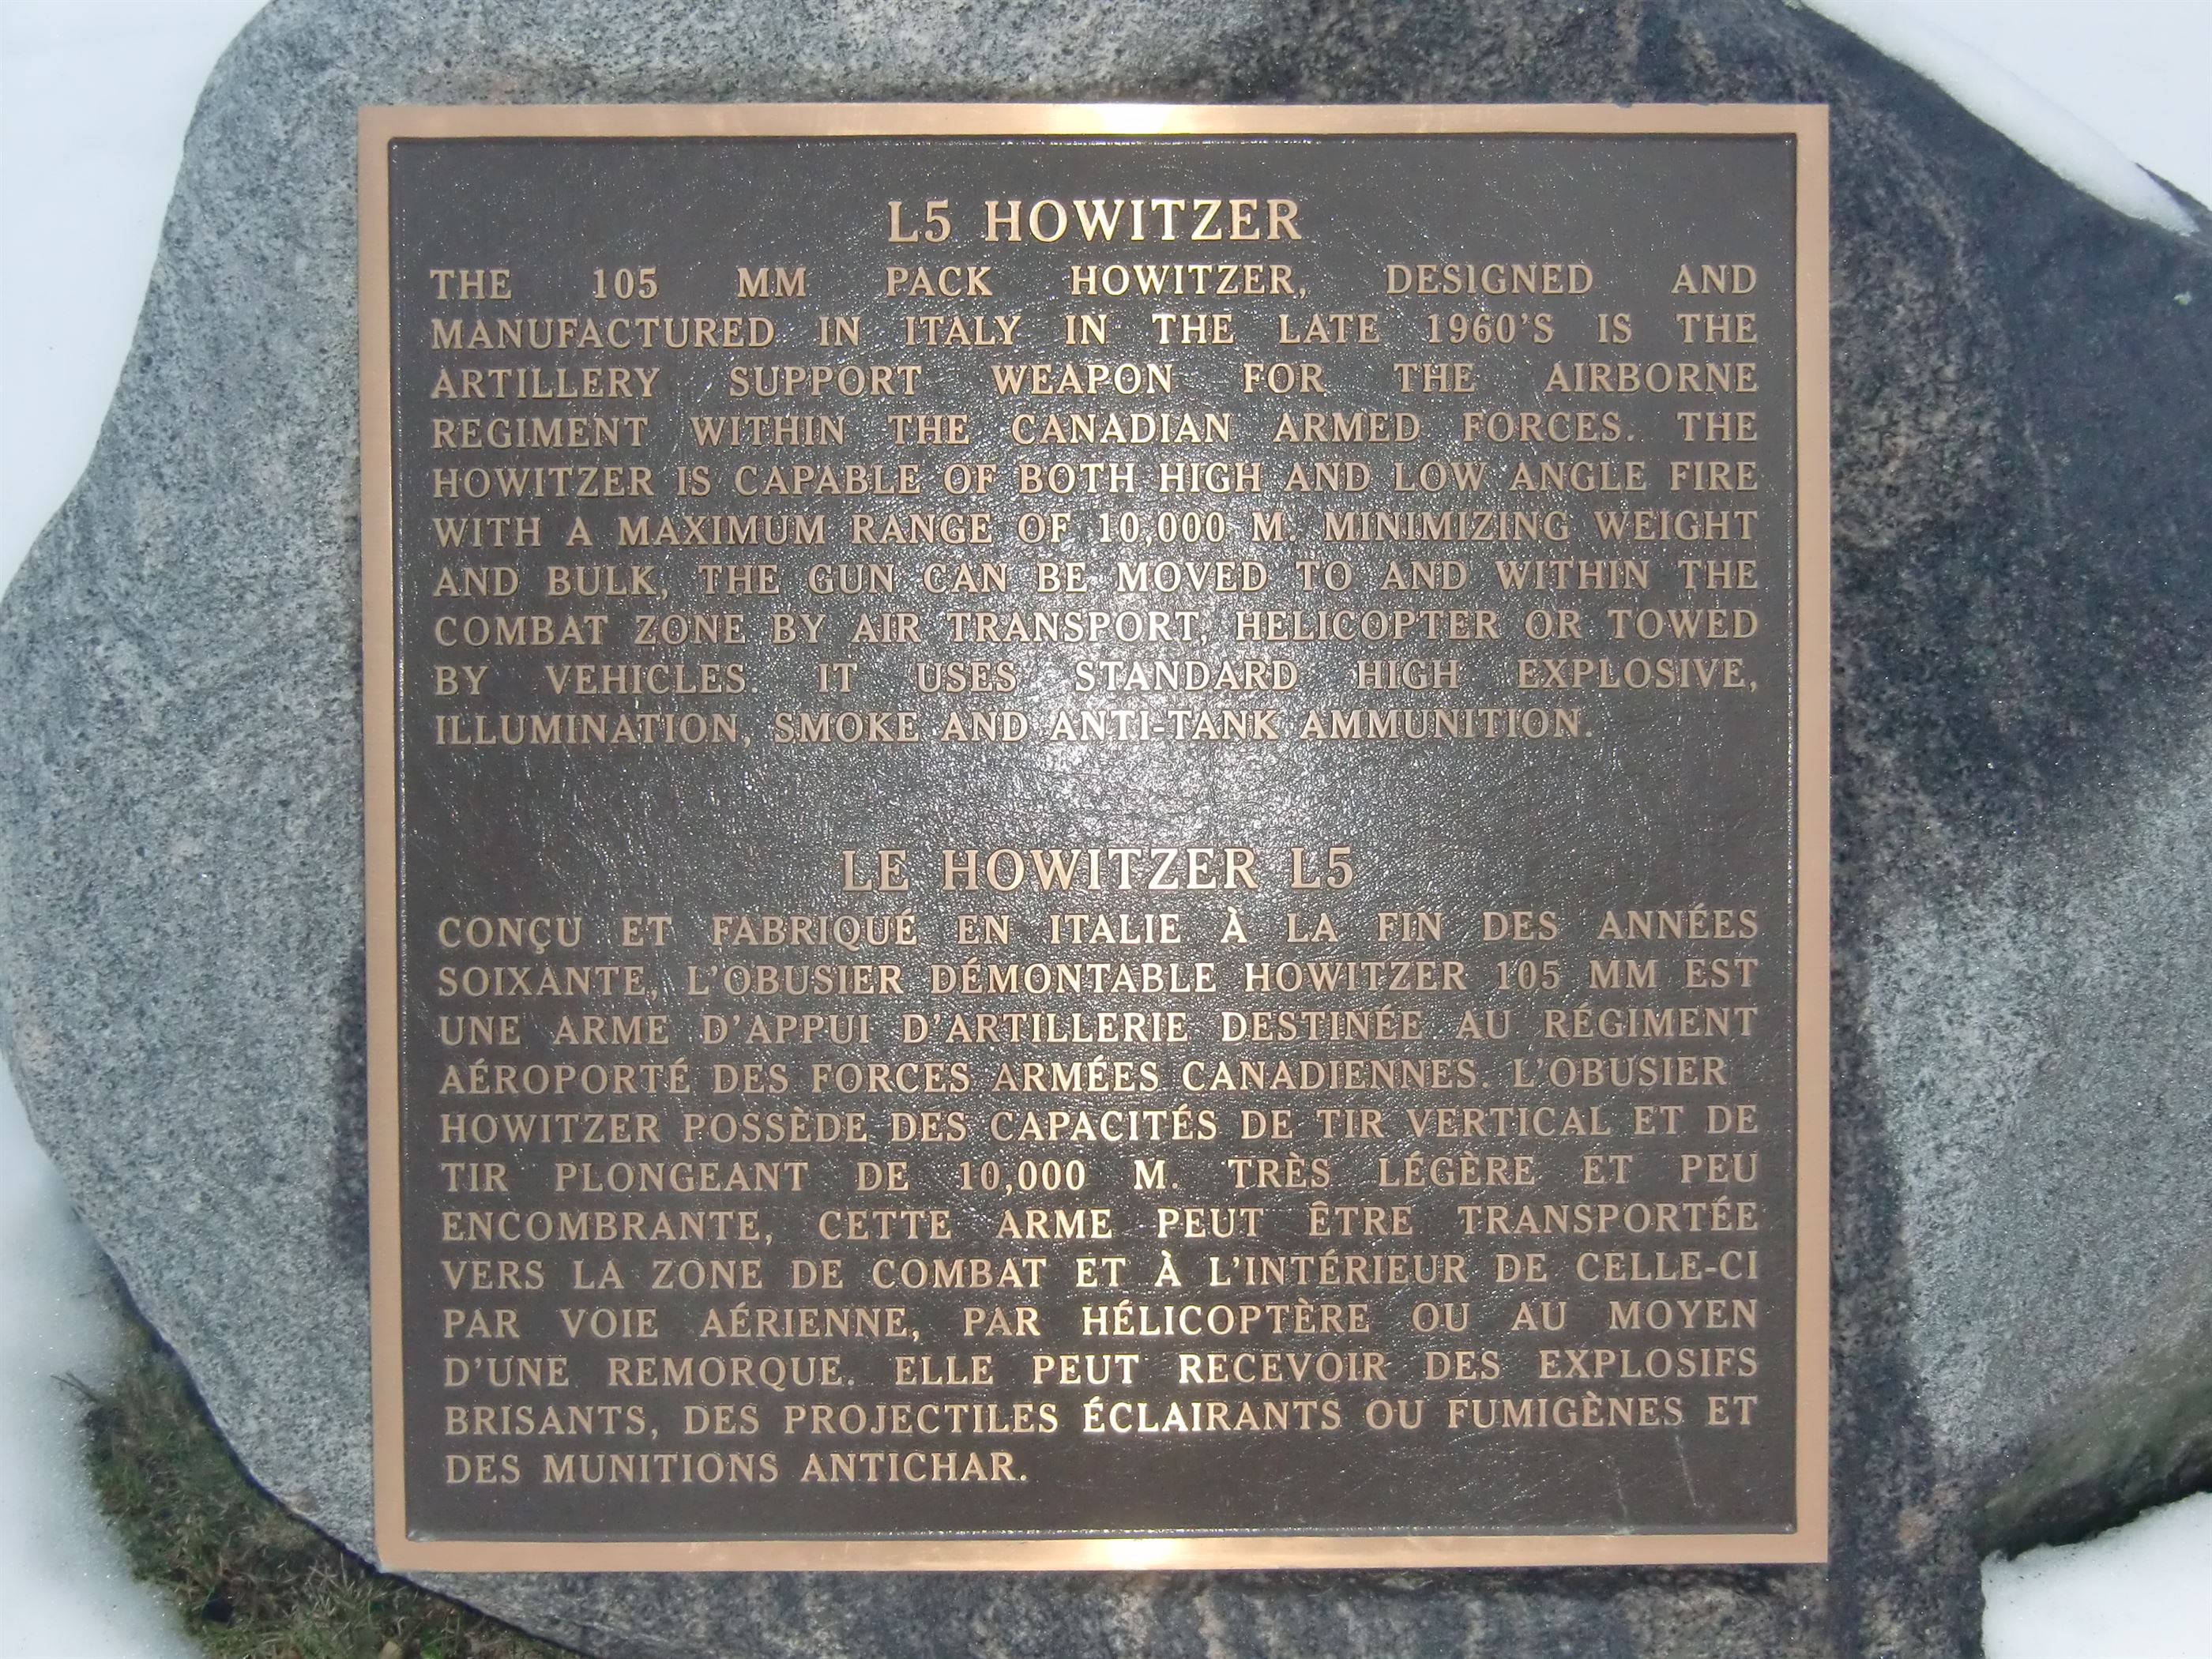 L5 HOWITZER
THE 105 MM PACK HOWITZER, DESIGNED AND
MANUFACTURED IN ITALY IN THE LATE 1960'S IS THE
ARTILLERY SUPPORT WEAPON FOR THE AIRBORNE
REGIMENT WITHIN THE CANADIAN ARMED FORCES. THE
HOWITZER IS CAPABLE OF BOTH HIGH AND LOW ANGLE FIRE
WITH A MAXIMUM RANGE OF 10,000 M. MINIMIZING WEIGHT
AND BULK, THE GUN CAN BE MOVED TO AND WITHIN THE
COMBAT ZONE BY AIR TRANSPORT, HELICOPTER OR TOWED
BY VEHICLES. IT USES STANDARD HIGH EXPLOSIVE,
ILLUMINATION, SMOKE AND ANTI-TANK AMMUNITION.
LE HOWITZER L5
CONÇU ET FABRIQUÉ EN ITALIE À LA FIN DES ANNÉES
SOIXANTE, L'OBUSIER DÉMONTABLE HOWITZER 105 MM EST
UNE ARME D'APPUI D'ARTILLERIE DESTINÉE AU RÉGIMENT
AÉROPORTÉ DES FORCES ARMÉES CANADIENNES. L'OBUSIER
HOWITZER POSSÈDE DES CAPACITÉS DE TIR VERTICAL ET DE
TIR PLONGEANT DE 10,000 M. TRÈS LÉGÈRE ET PEU
ENCOMBRANTE, CETTE ARME PEUT ÊTRE TRANSPORTÉE
VERS LA ZONE DE COMBAT ET À L'INTÉRIEUR DE CELLE-CI
PAR VOIE AÉRIENNE, PAR HÉLICOPTÈRE OU AU MOYEN
D'UNE REMORQUE. ELLE PEUT RECEVOIR DES EXPLOSIFS
BRISANTS, DES PROJECTILES ÉCLAIRANTS OU FUMIGÈNES ET
DES MUNITIONS ANTICHAR.